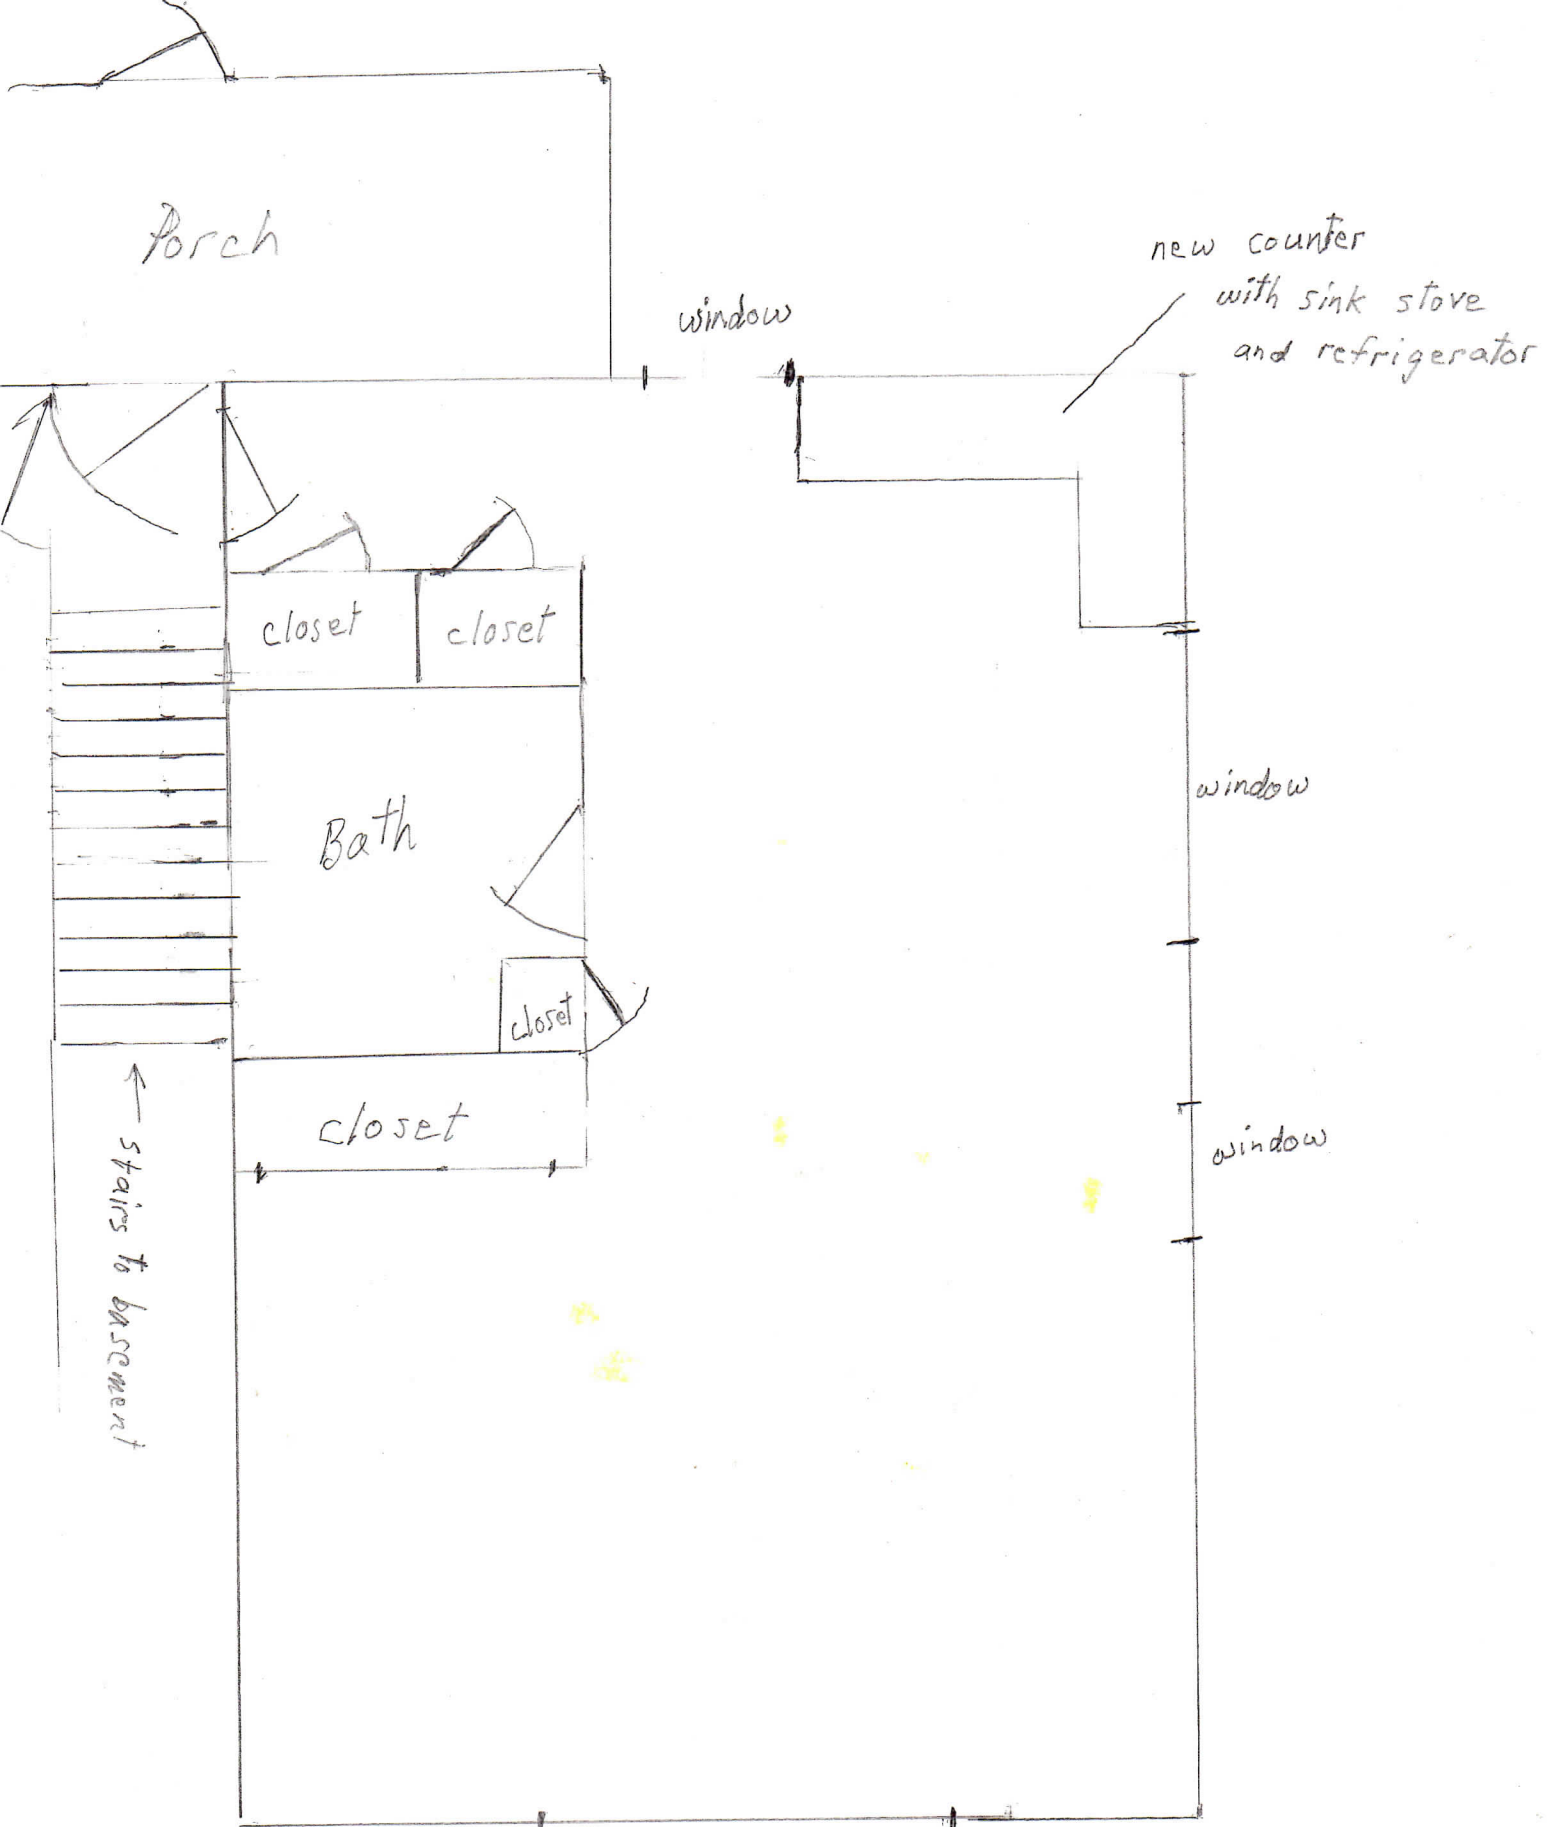 Porch
new counter
with sink stove
and refrigerator
window
closet
closet
window
Bath
closet
closet
window
← stairs to basement